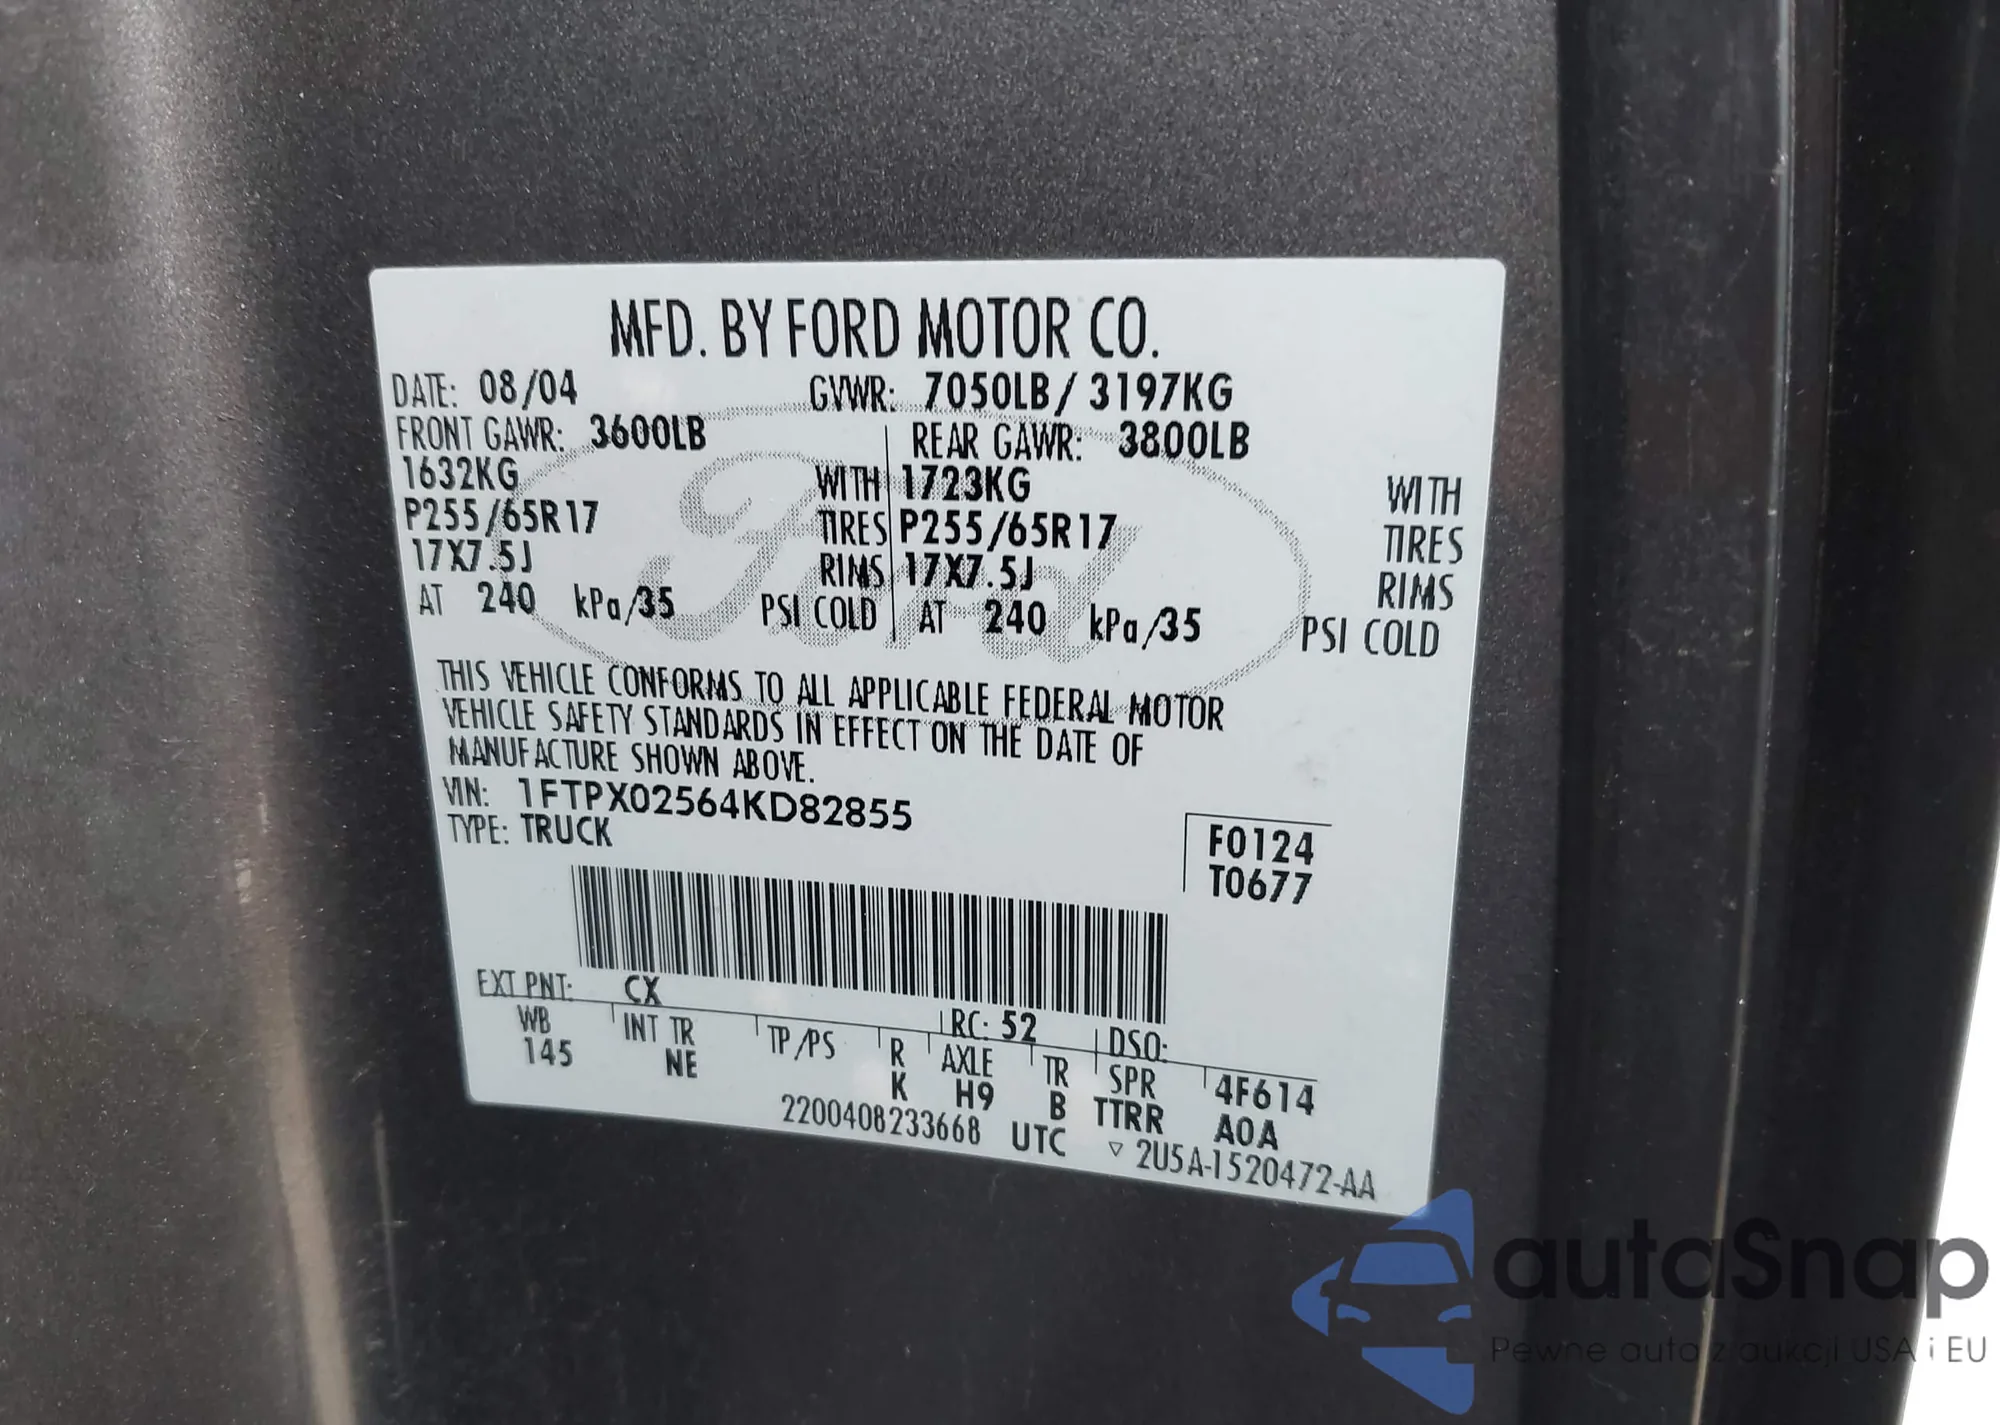 MFD. BY FORD MOTOR CO.
DATE: 08/04 GVWR: 7050LB/ 3197KG
FRONT GAWR: 3600LB REAR GAWR: 3800LB
1632KG WITH 1723KG WITH
P255/65R17 TIRES P255/65R17 TIRES
17X7.5J RIMS 17X7.5J RIMS
AT 240 kPa/35 PSI COLD AT 240 kPa/35 PSI COLD
Ford
THIS VEHICLE CONFORMS TO ALL APPLICABLE FEDERAL MOTOR
VEHICLE SAFETY STANDARDS IN EFFECT ON THE DATE OF
MANUFACTURE SHOWN ABOVE.
VIN: 1FTPX02564KD82855
TYPE: TRUCK
F0124
T0677
EXT PNT: CX RC: 52 DSO:
WB INT TR TP/PS R AXLE TR SPR 4F614
145 NE K H9 B TTRR A0A
2200408233668 UTC ▽ 2U5A-1520472-AA
autaSnap
Pewne auta z aukcji USA i EU